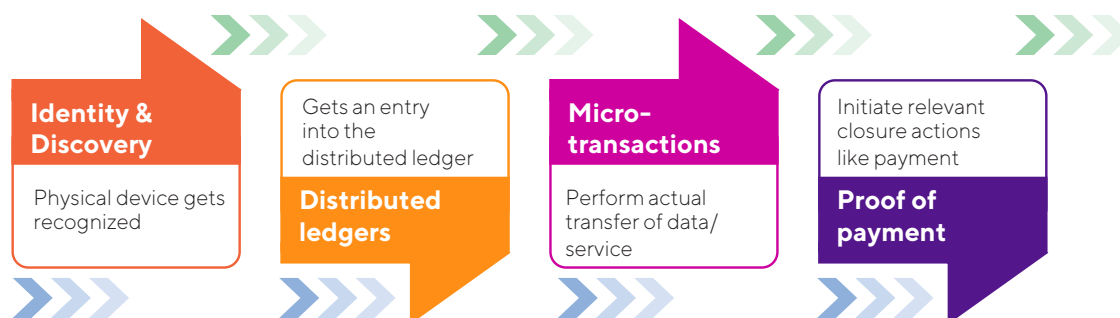 Identity &
Discovery
Physical device gets
recognized
Gets an entry
into the
distributed ledger
Distributed
ledgers
Micro-
transactions
Perform actual
transfer of data/
service
Initiate relevant
closure actions
like payment
Proof of
payment